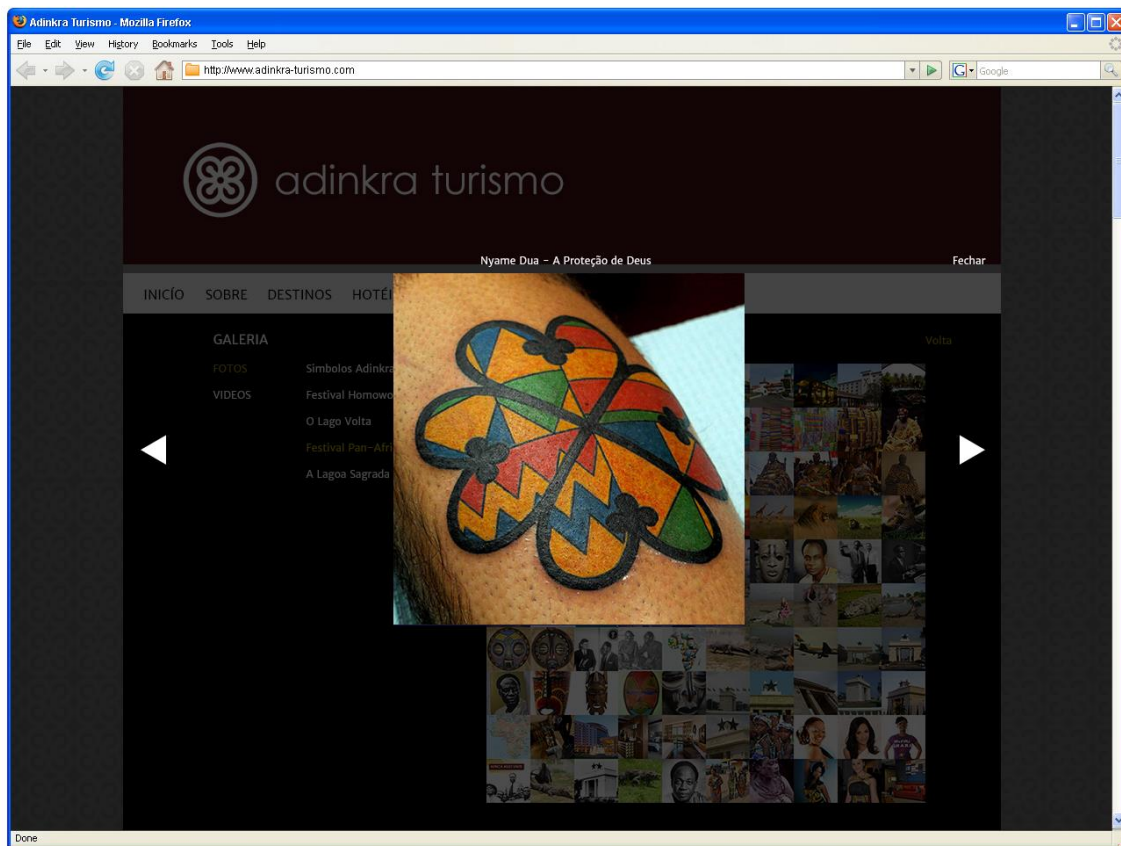 Adinkra Turismo - Mozilla Firefox
File Edit View History Bookmarks Tools Help
http://www.adinkra-turismo.com
Google
adinkra turismo
Nyame Dua - A Proteção de Deus
Fechar
INICÍO SOBRE DESTINOS HOTÉI
GALERIA
Volta
FOTOS
Simbolos Adinkra
VIDEOS
Festival Homowo
O Lago Volta
Festival Pan-Afri
A Lagoa Sagrada
Done